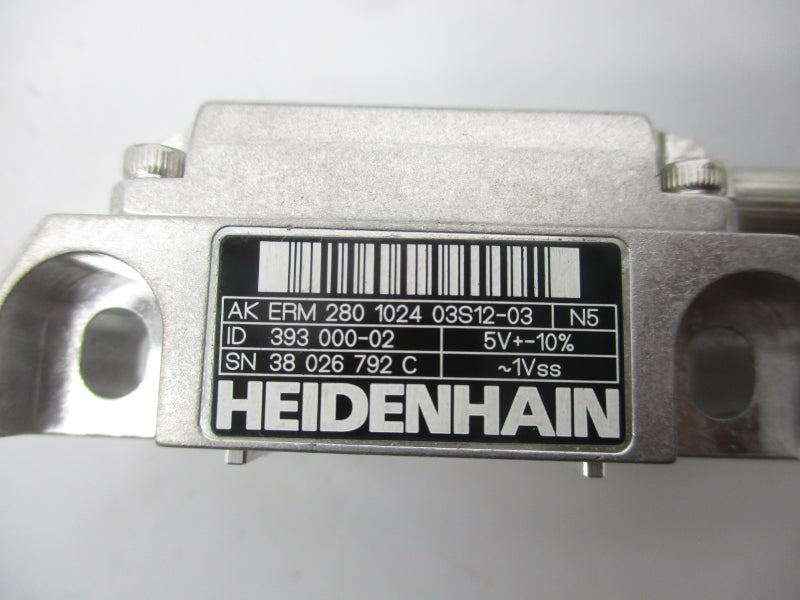 AK ERM 280 1024 03S12-03 N5
ID 393 000-02 5V+-10%
SN 38 026 792 C ~1Vss
HEIDENHAIN